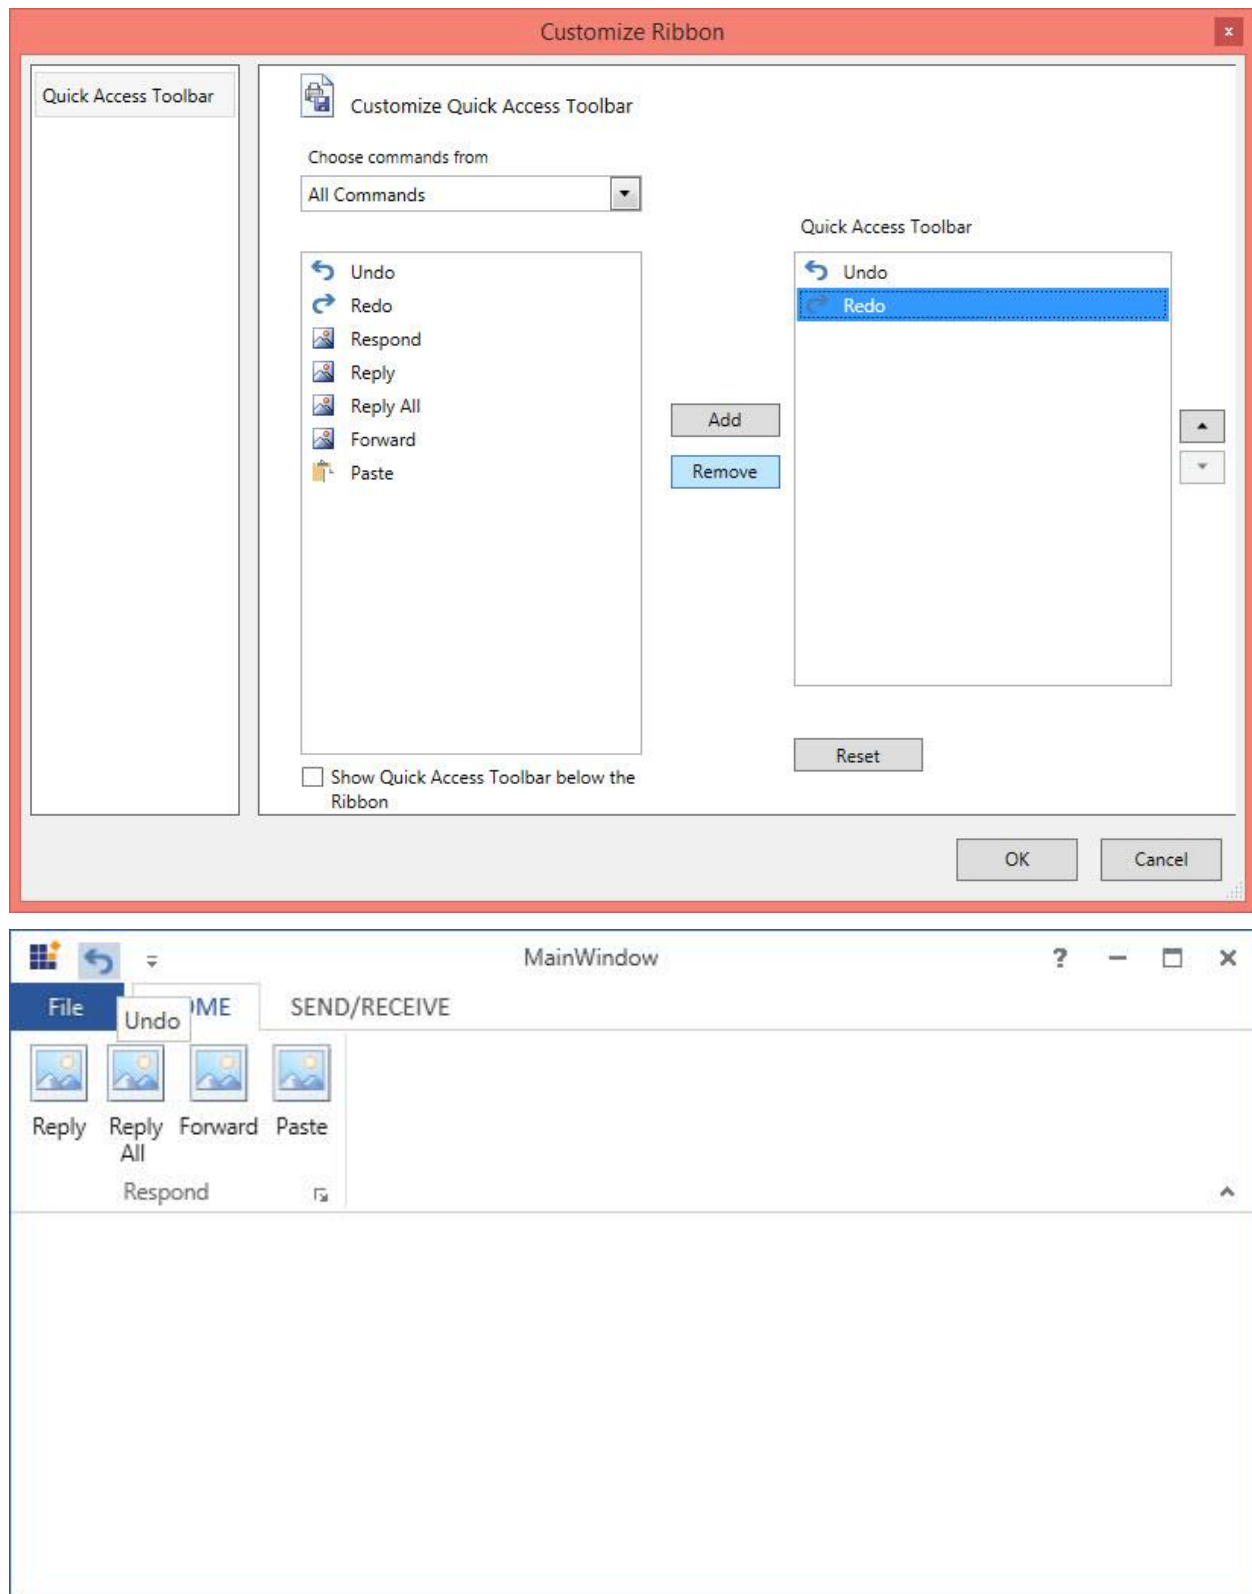 Customize Ribbon
x
Quick Access Toolbar
Customize Quick Access Toolbar
Choose commands from
All Commands
Quick Access Toolbar
Undo
Redo
Respond
Reply
Reply All
Forward
Paste
Undo
Redo
Add
Remove
Reset
Show Quick Access Toolbar below the
Ribbon
OK
Cancel
MainWindow
?
File
OME
SEND/RECEIVE
Undo
Reply
Reply
All
Forward
Paste
Respond